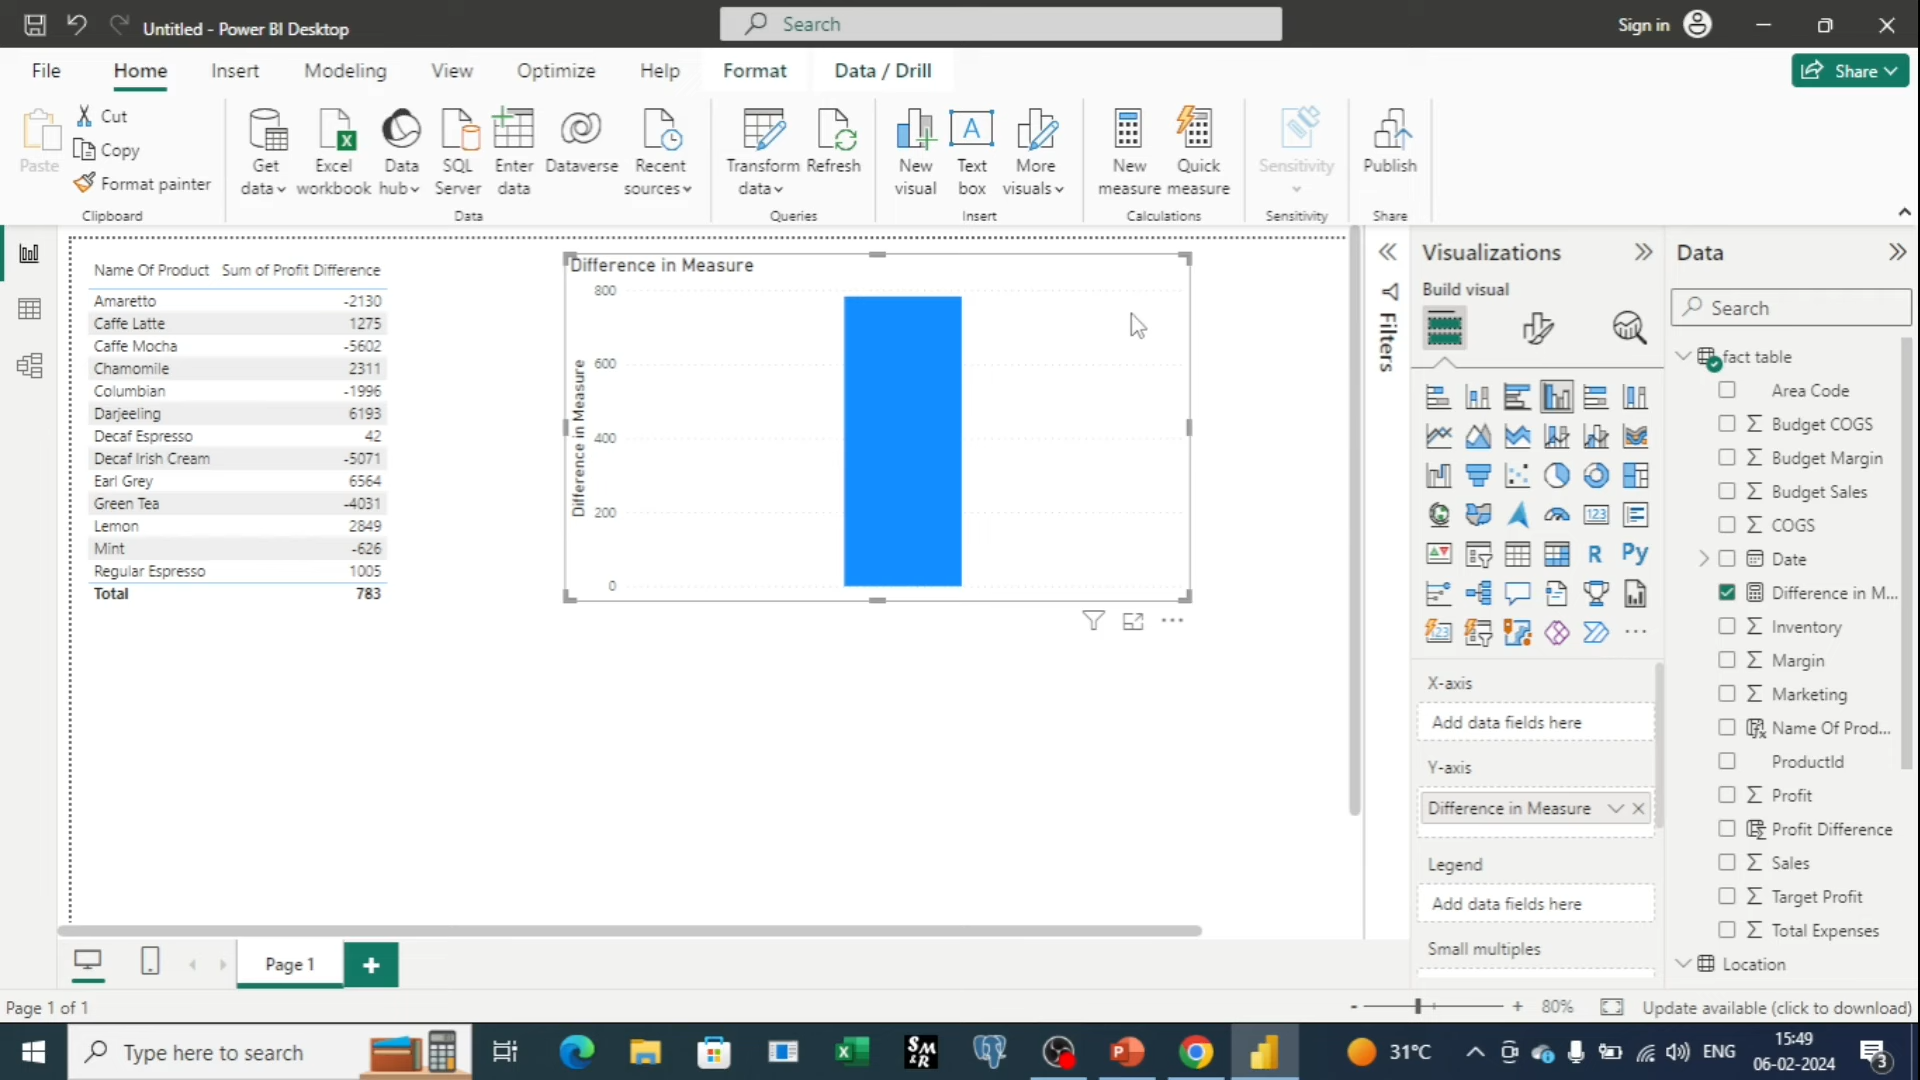 Untitled - Power BI Desktop
Search
Sign in
File
Home
Insert
Modeling
View
Optimize
Help
Format
Data / Drill
Share
Paste
Cut
Copy
Format painter
Clipboard
Get data
Excel workbook
Data hub
SQL Server
Enter data
Dataverse
Recent sources
Data
Transform data
Refresh
Queries
New visual
Text box
More visuals
Insert
New measure
Quick measure
Calculations
Sensitivity
Sensitivity
Publish
Share
Name Of Product Sum of Profit Difference
Amaretto -2130
Caffe Latte 1275
Caffe Mocha -5602
Chamomile 2311
Columbian -1996
Darjeeling 6193
Decaf Espresso 42
Decaf Irish Cream -5071
Earl Grey 6564
Green Tea -4031
Lemon 2849
Mint -626
Regular Espresso 1005
Total 783
Difference in Measure
Difference in Measure
800
600
400
200
0
Filters
Visualizations
Build visual
123
R
Py
123
X-axis
Add data fields here
Y-axis
Difference in Measure
Legend
Add data fields here
Small multiples
Data
Search
fact table
Area Code
Budget COGS
Budget Margin
Budget Sales
COGS
Date
Difference in M...
Inventory
Margin
Marketing
Name Of Prod...
ProductId
Profit
Profit Difference
Sales
Target Profit
Total Expenses
Location
Page 1
Page 1 of 1
- + 80%
Update available (click to download)
Type here to search
SM
&R
31°C
ENG
15:49
06-02-2024
3